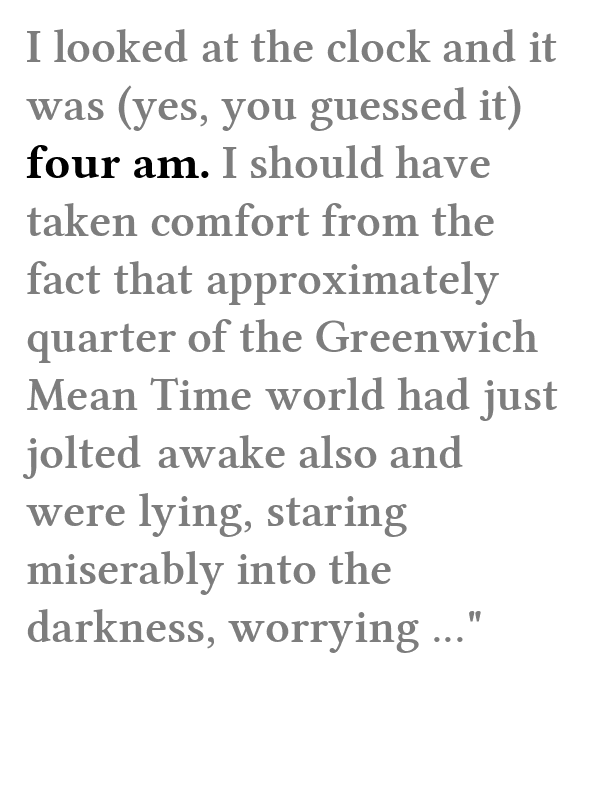 I looked at the clock and it
was (yes, you guessed it)
four am. I should have
taken comfort from the
fact that approximately
quarter of the Greenwich
Mean Time world had just
jolted awake also and
were lying, staring
miserably into the
darkness, worrying ..."